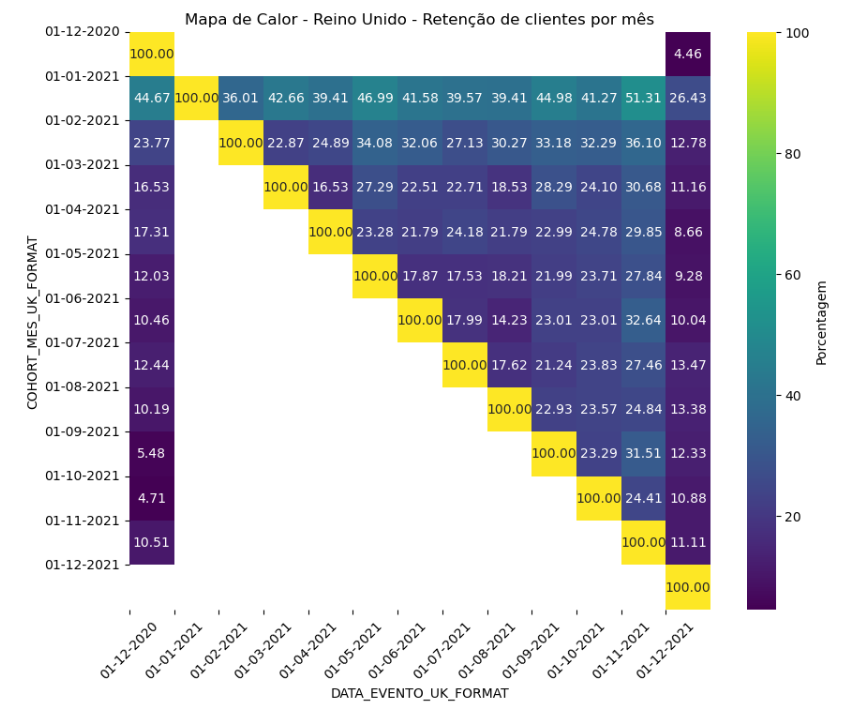 Mapa de Calor - Reino Unido - Retenção de clientes por mês
01-12-2020
100.00 4.46
01-01-2021
44.67 100.00 36.01 42.66 39.41 46.99 41.58 39.57 39.41 44.98 41.27 51.31 26.43
01-02-2021
23.77 100.00 22.87 24.89 34.08 32.06 27.13 30.27 33.18 32.29 36.10 12.78
01-03-2021
16.53 100.00 16.53 27.29 22.51 22.71 18.53 28.29 24.10 30.68 11.16
01-04-2021
17.31 100.00 23.28 21.79 24.18 21.79 22.99 24.78 29.85 8.66
01-05-2021
12.03 100.00 17.87 17.53 18.21 21.99 23.71 27.84 9.28
01-06-2021
10.46 100.00 17.99 14.23 23.01 23.01 32.64 10.04
01-07-2021
12.44 100.00 17.62 21.24 23.83 27.46 13.47
01-08-2021
10.19 100.00 22.93 23.57 24.84 13.38
01-09-2021
5.48 100.00 23.29 31.51 12.33
01-10-2021
4.71 100.00 24.41 10.88
01-11-2021
10.51 100.00 11.11
01-12-2021
100.00
COHORT_MES_UK_FORMAT
01-12-2020 01-01-2021 01-02-2021 01-03-2021 01-04-2021 01-05-2021 01-06-2021 01-07-2021 01-08-2021 01-09-2021 01-10-2021 01-11-2021 01-12-2021
DATA_EVENTO_UK_FORMAT
100
80
60
40
20
Porcentagem